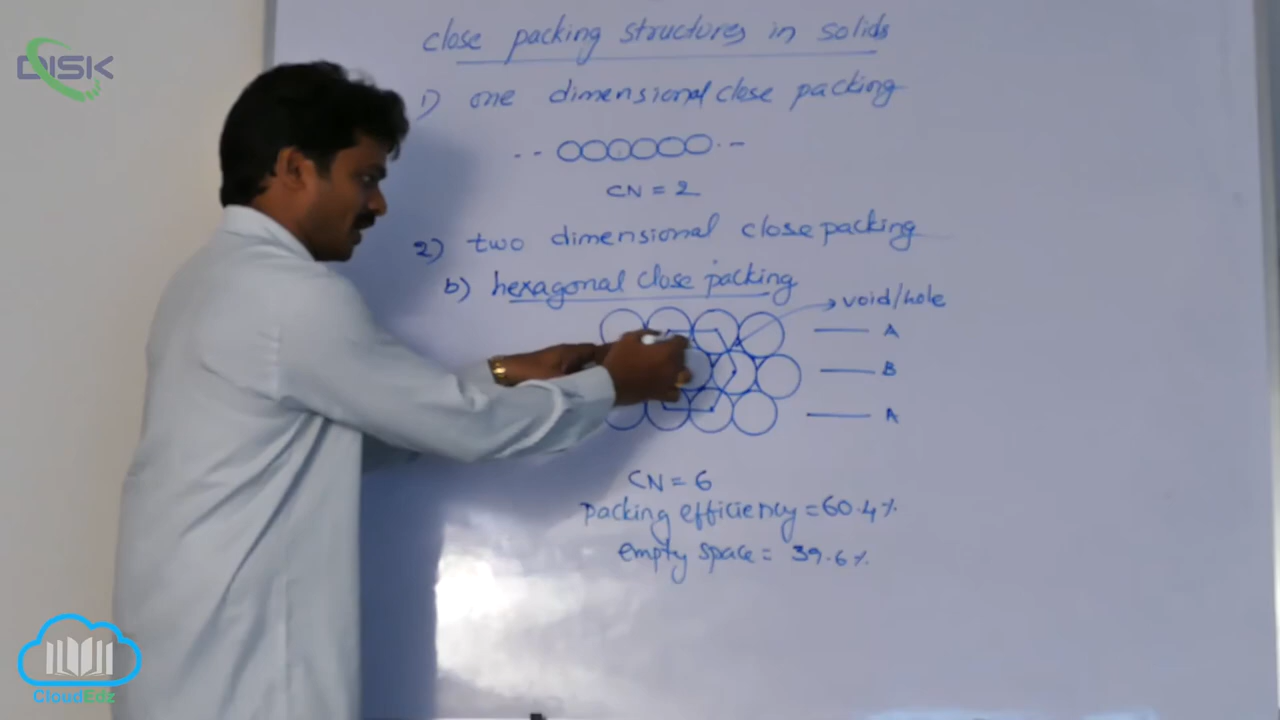 DISK
close packing structures in solids
1) one dimensional close packing
CN = 2
2) two dimensional close packing
b) hexagonal close packing
void/hole
A
B
A
CN = 6
packing efficiency = 60.4%
empty space = 39.6%
CloudEdz